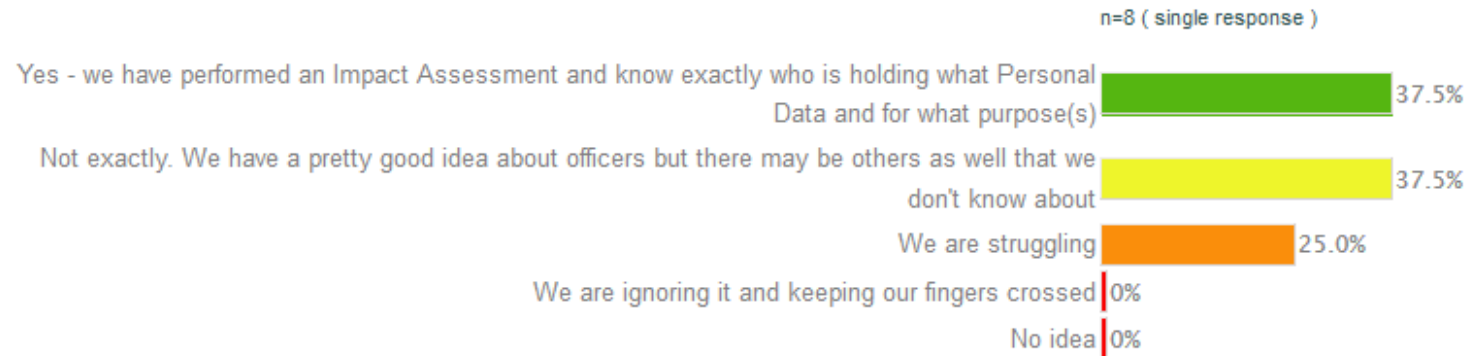 n=8 ( single response )
Yes - we have performed an Impact Assessment and know exactly who is holding what Personal
Data and for what purpose(s)
37.5%
Not exactly. We have a pretty good idea about officers but there may be others as well that we
don't know about
37.5%
We are struggling
25.0%
We are ignoring it and keeping our fingers crossed
0%
No idea
0%